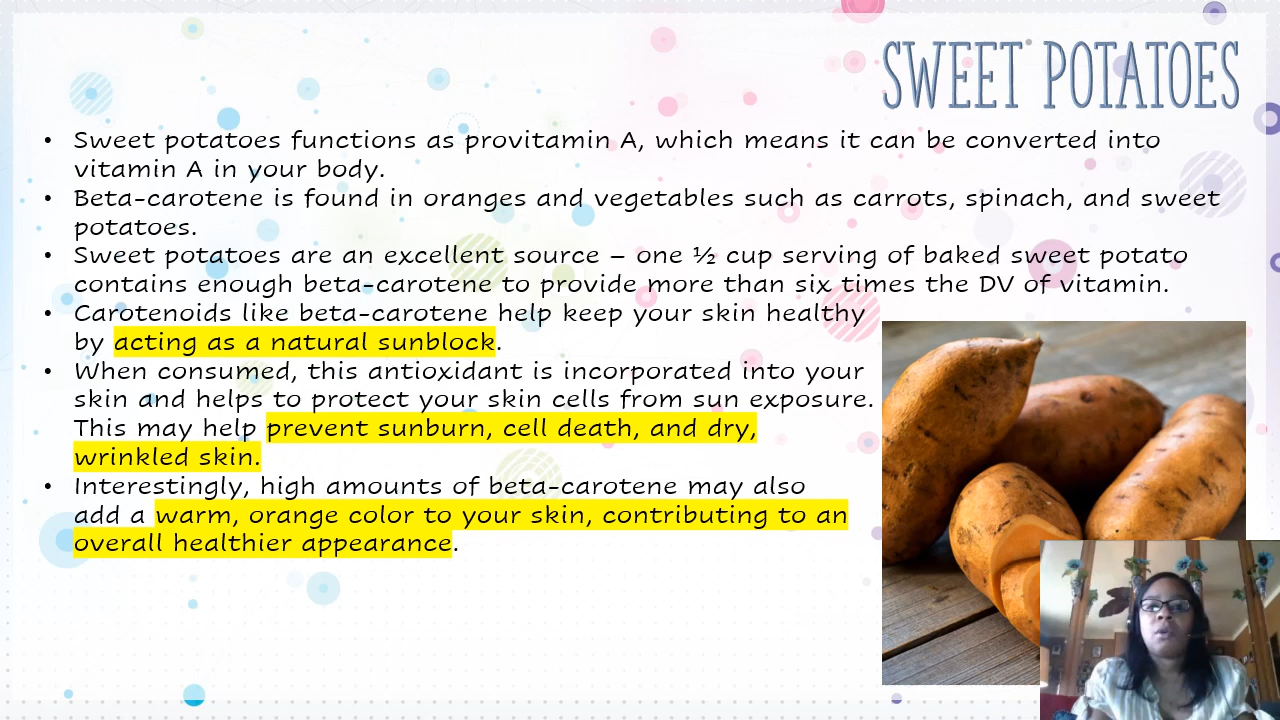 SWEET POTATOES
• Sweet potatoes functions as provitamin A, which means it can be converted into
vitamin A in your body.
• Beta-carotene is found in oranges and vegetables such as carrots, spinach, and sweet
potatoes.
• Sweet potatoes are an excellent source – one ½ cup serving of baked sweet potato
contains enough beta-carotene to provide more than six times the DV of vitamin.
• Carotenoids like beta-carotene help keep your skin healthy
by acting as a natural sunblock.
• When consumed, this antioxidant is incorporated into your
skin and helps to protect your skin cells from sun exposure.
This may help prevent sunburn, cell death, and dry,
wrinkled skin.
• Interestingly, high amounts of beta-carotene may also
add a warm, orange color to your skin, contributing to an
overall healthier appearance.